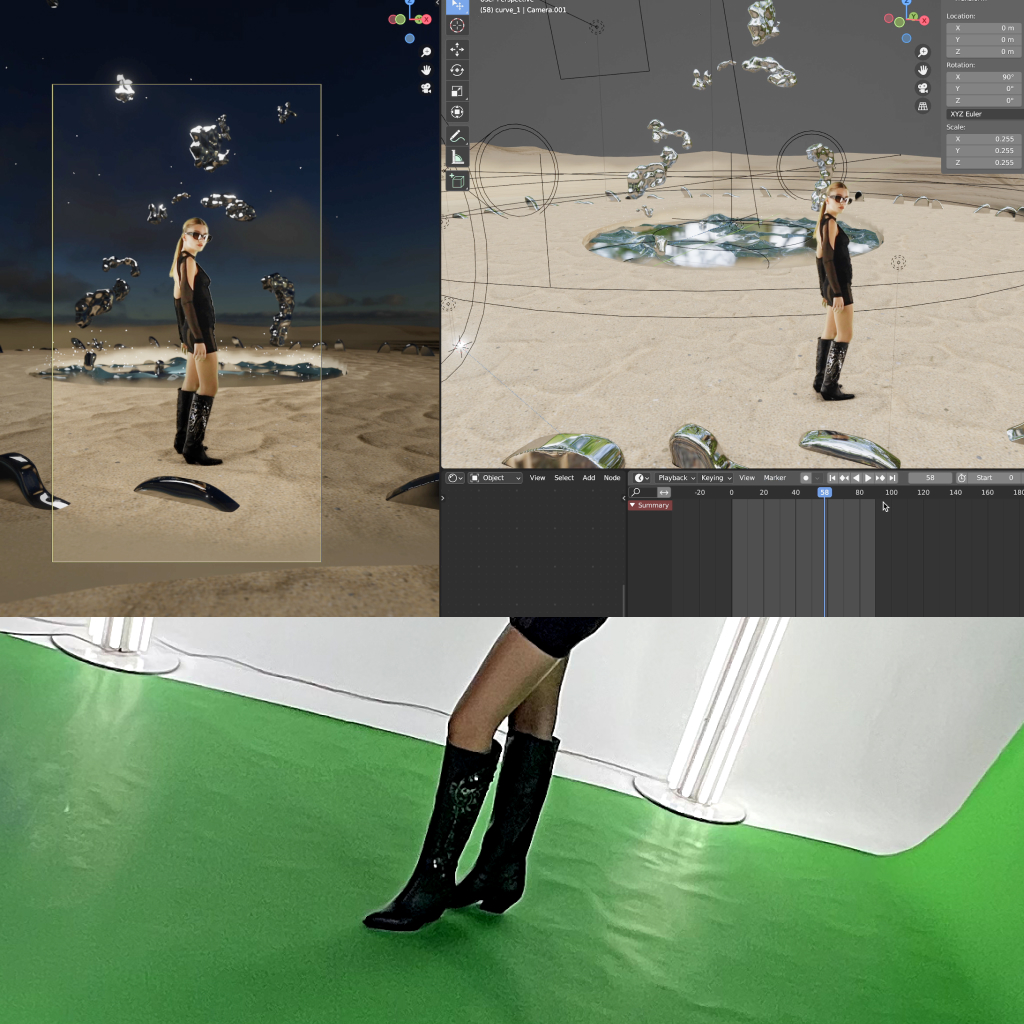 (58) curve_1 | Camera.001
Location:
X 0 m
Y 0 m
Z 0 m
Rotation:
X 90°
Y 0°
Z 0°
XYZ Euler
Scale:
X 0.255
Y 0.255
Z 0.255
Object View Select Add Node
Playback Keying View Marker 58 Start 0
-20 0 20 40 58 80 100 120 140 160
Summary
X
Y
X
Y